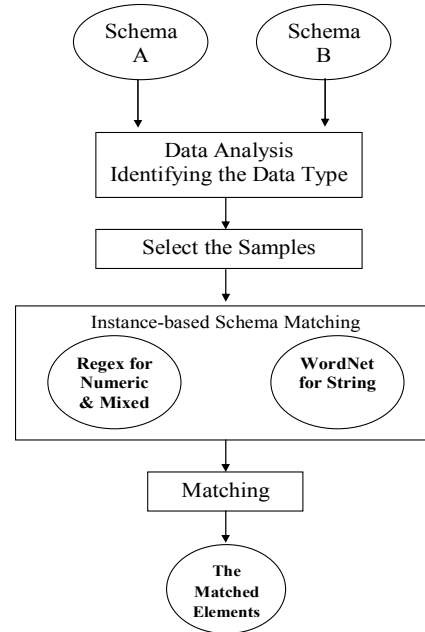 Schema
A
Schema
B
Data Analysis
Identifying the Data Type
Select the Samples
Instance-based Schema Matching
Regex for
Numeric
& Mixed
WordNet
for String
Matching
The
Matched
Elements